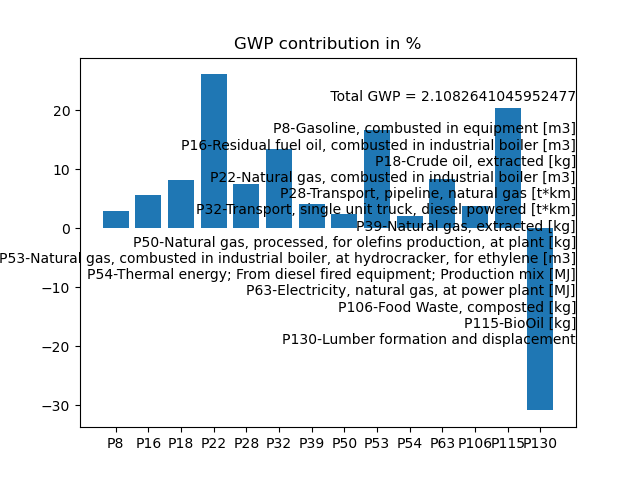 GWP contribution in %
Total GWP = 2.1082641045952477
P8-Gasoline, combusted in equipment [m3]
P16-Residual fuel oil, combusted in industrial boiler [m3]
P18-Crude oil, extracted [kg]
P22-Natural gas, combusted in industrial boiler [m3]
P28-Transport, pipeline, natural gas [t*km]
P32-Transport, single unit truck, diesel powered [t*km]
P39-Natural gas, extracted [kg]
P50-Natural gas, processed, for olefins production, at plant [kg]
P53-Natural gas, combusted in industrial boiler, at hydrocracker, for ethylene [m3]
P54-Thermal energy; From diesel fired equipment; Production mix [MJ]
P63-Electricity, natural gas, at power plant [MJ]
P106-Food Waste, composted [kg]
P115-BioOil [kg]
P130-Lumber formation and displacement
20
10
0
−10
−20
−30
P8 P16 P18 P22 P28 P32 P39 P50 P53 P54 P63 P106 P115 P130